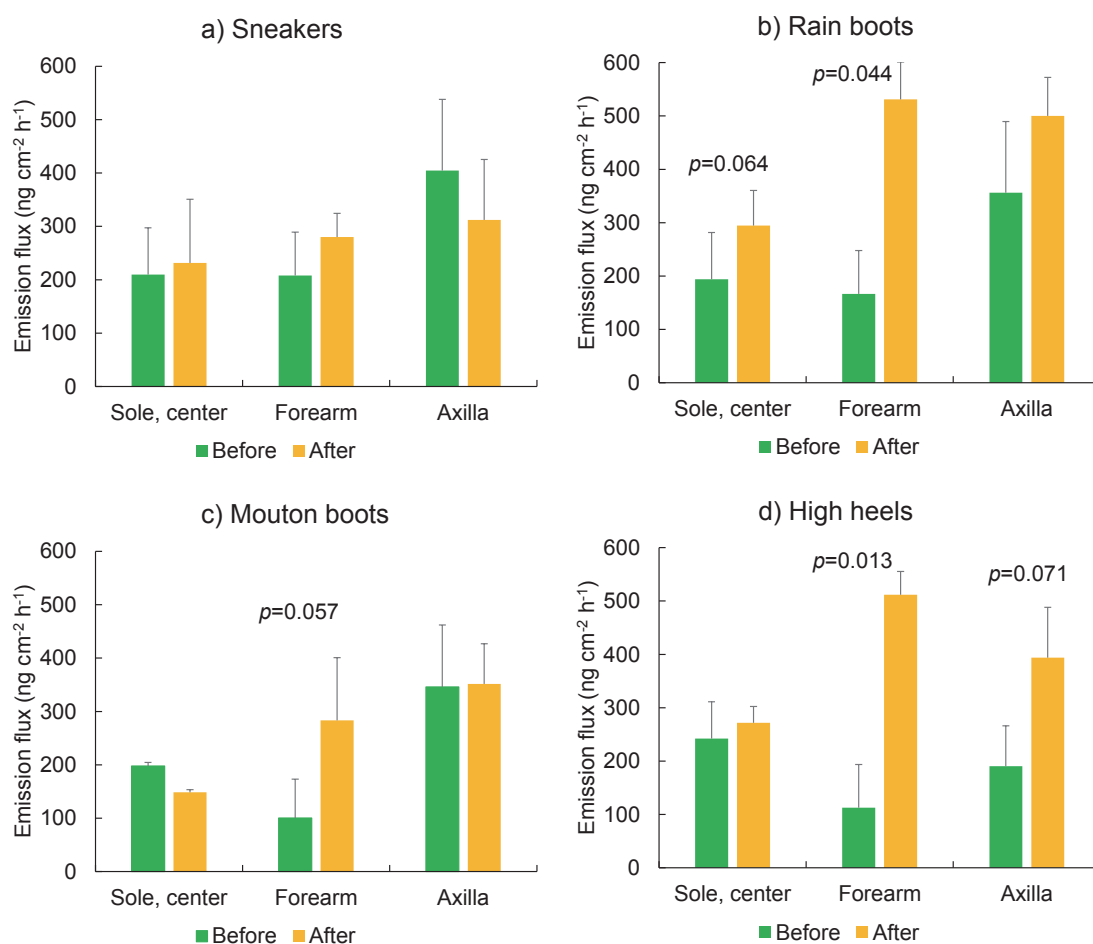 a) Sneakers
Emission flux (ng cm⁻² h⁻¹)
600
500
400
300
200
100
0
Sole, center Forearm Axilla
Before After
b) Rain boots
Emission flux (ng cm⁻² h⁻¹)
600
500
400
300
200
100
0
p=0.064
p=0.044
Sole, center Forearm Axilla
Before After
c) Mouton boots
Emission flux (ng cm⁻² h⁻¹)
600
500
400
300
200
100
0
p=0.057
Sole, center Forearm Axilla
Before After
d) High heels
Emission flux (ng cm⁻² h⁻¹)
600
500
400
300
200
100
0
p=0.013
p=0.071
Sole, center Forearm Axilla
Before After